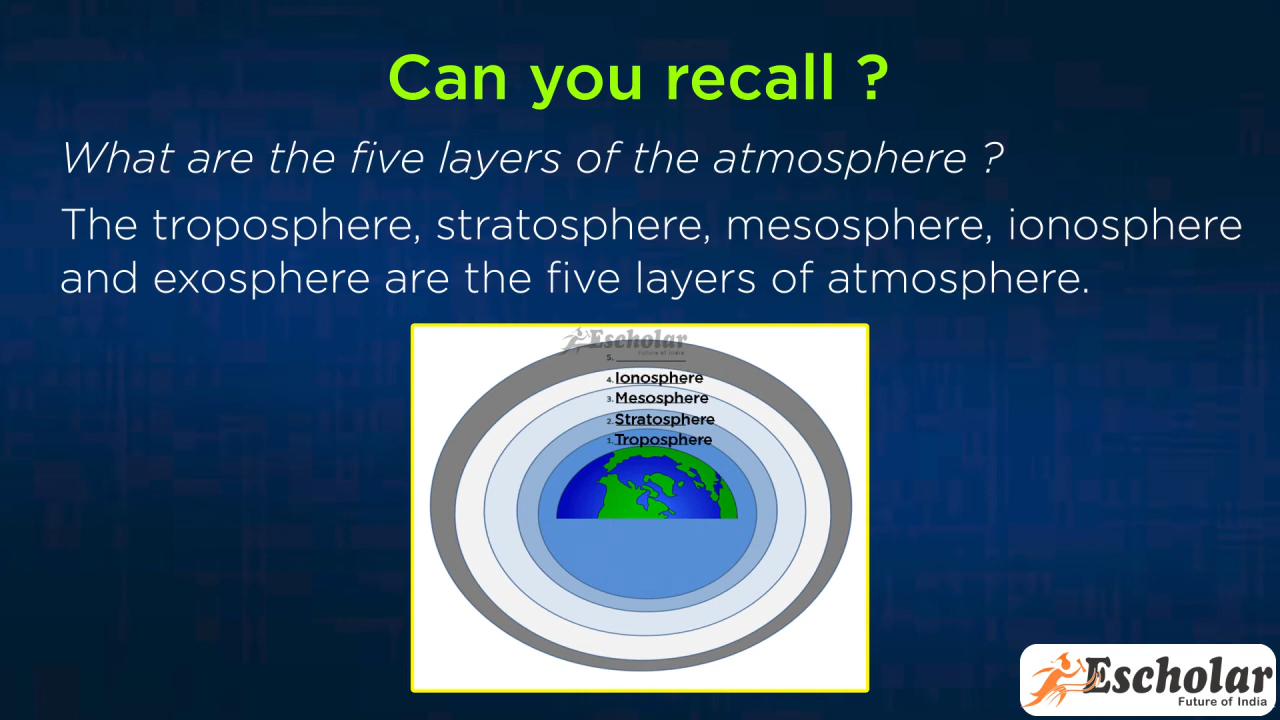 Can you recall ?
What are the five layers of the atmosphere ?
The troposphere, stratosphere, mesosphere, ionosphere
and exosphere are the five layers of atmosphere.
Escholar
Future of India
5. ____________
4. Ionosphere
3. Mesosphere
2. Stratosphere
1. Troposphere
Escholar
Future of India